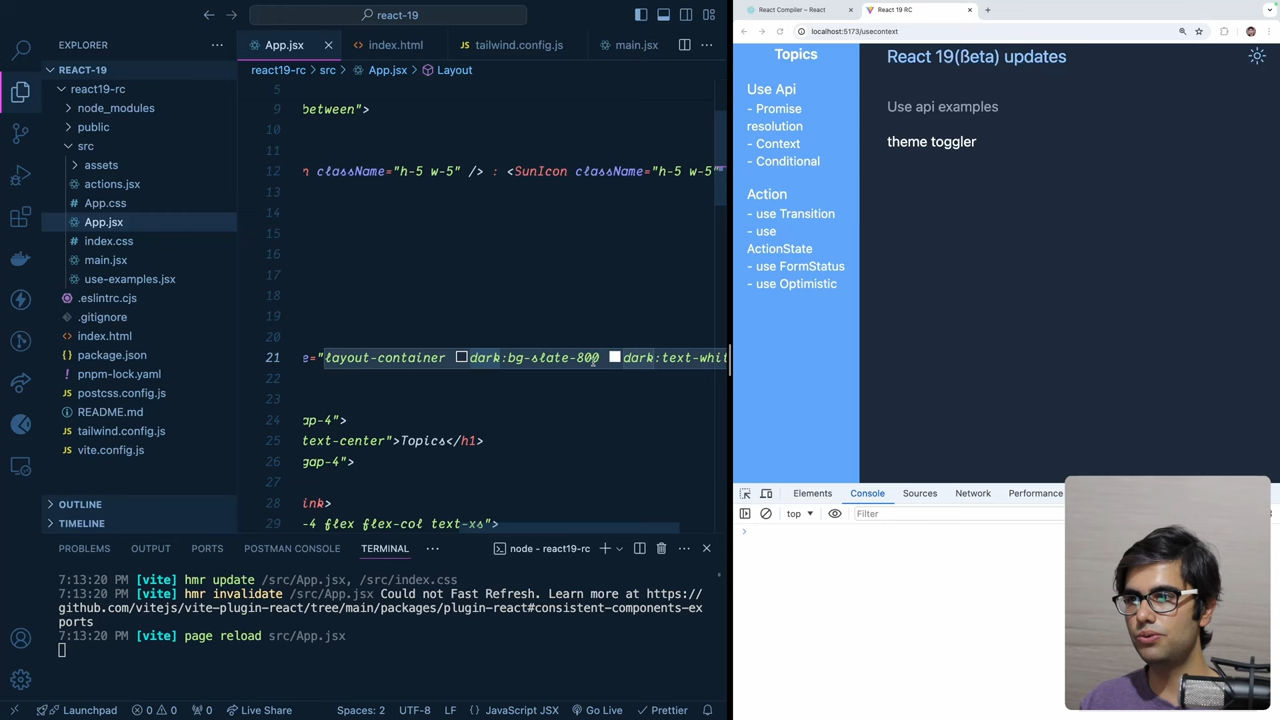 react-19
EXPLORER
REACT-19
react19-rc
node_modules
public
src
assets
actions.jsx
App.css
App.jsx
index.css
main.jsx
use-examples.jsx
.eslintrc.cjs
.gitignore
index.html
package.json
pnpm-lock.yaml
postcss.config.js
README.md
tailwind.config.js
vite.config.js
OUTLINE
TIMELINE
App.jsx
index.html
JS tailwind.config.js
main.jsx
react19-rc > src > App.jsx > Layout
5
9 between">
10
11
12 n className="h-5 w-5" /> : <SunIcon className="h-5 w-5"
13
14
15
16
17
18
19
20
21 e="layout-container dark:bg-slate-800 dark:text-whit
22
23
24 ap-4">
25 text-center">Topics</h1>
26 gap-4">
27
28 link>
29 -4 flex flex-col text-xs">
PROBLEMS OUTPUT PORTS POSTMAN CONSOLE TERMINAL
node - react19-rc
7:13:20 PM [vite] hmr update /src/App.jsx, /src/index.css
7:13:20 PM [vite] hmr invalidate /src/App.jsx Could not Fast Refresh. Learn more at https://
github.com/vitejs/vite-plugin-react/tree/main/packages/plugin-react#consistent-components-ex
ports
7:13:20 PM [vite] page reload src/App.jsx
Launchpad 0 0 0 Live Share Spaces: 2 UTF-8 LF JavaScript JSX Go Live Prettier
React Compiler – React
React 19 RC
localhost:5173/usecontext
Topics
Use Api
- Promise
resolution
- Context
- Conditional
Action
- use Transition
- use
ActionState
- use FormStatus
- use Optimistic
React 19(ßeta) updates
Use api examples
theme toggler
Elements Console Sources Network Performance
top Filter